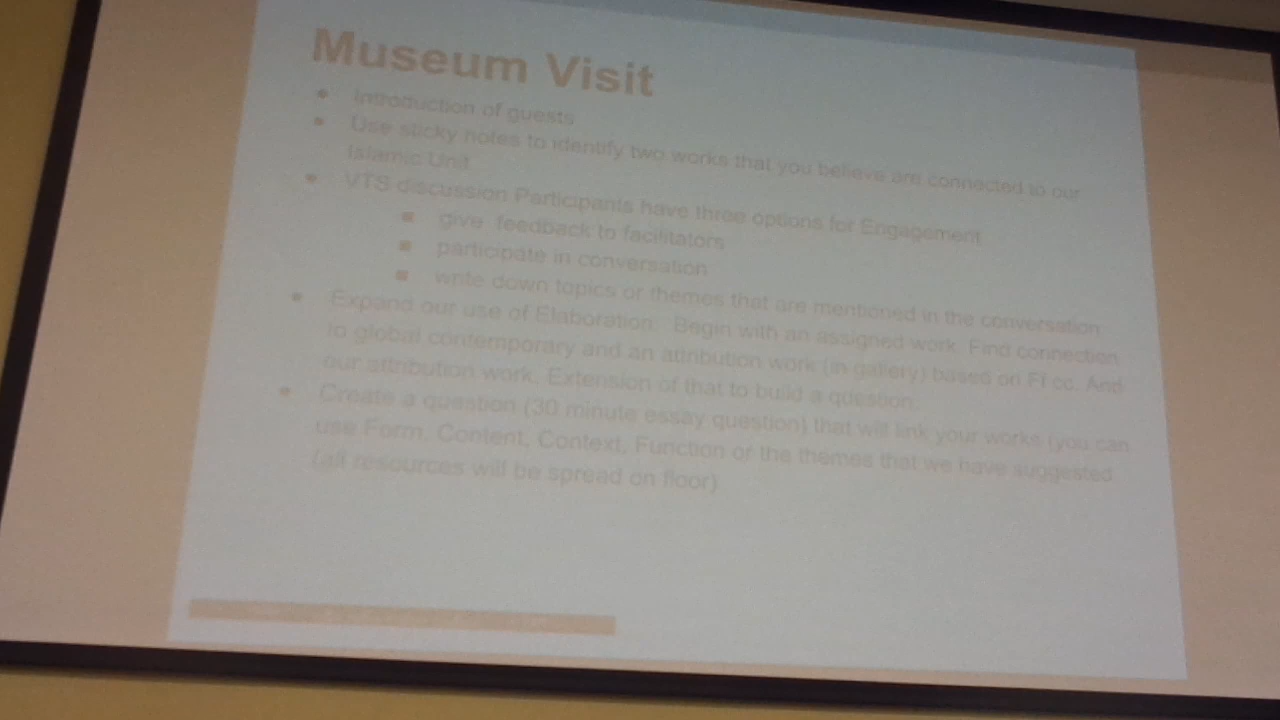 Museum Visit
• Introduction of guests
• Use sticky notes to identify two works that you believe are connected to our
Islamic Unit
• VTS discussion Participants have three options for Engagement
▪ give feedback to facilitators
▪ participate in conversation
▪ write down topics or themes that are mentioned in the conversation
• Expand our use of Elaboration. Begin with an assigned work. Find connection
to global contemporary and an attribution work (in gallery) based on Ff cc. And
our attribution work. Extension of that to build a question.
• Create a question (30 minute essay question) that will link your works (you can
use Form, Content, Context, Function or the themes that we have suggested
(all resources will be spread on floor)